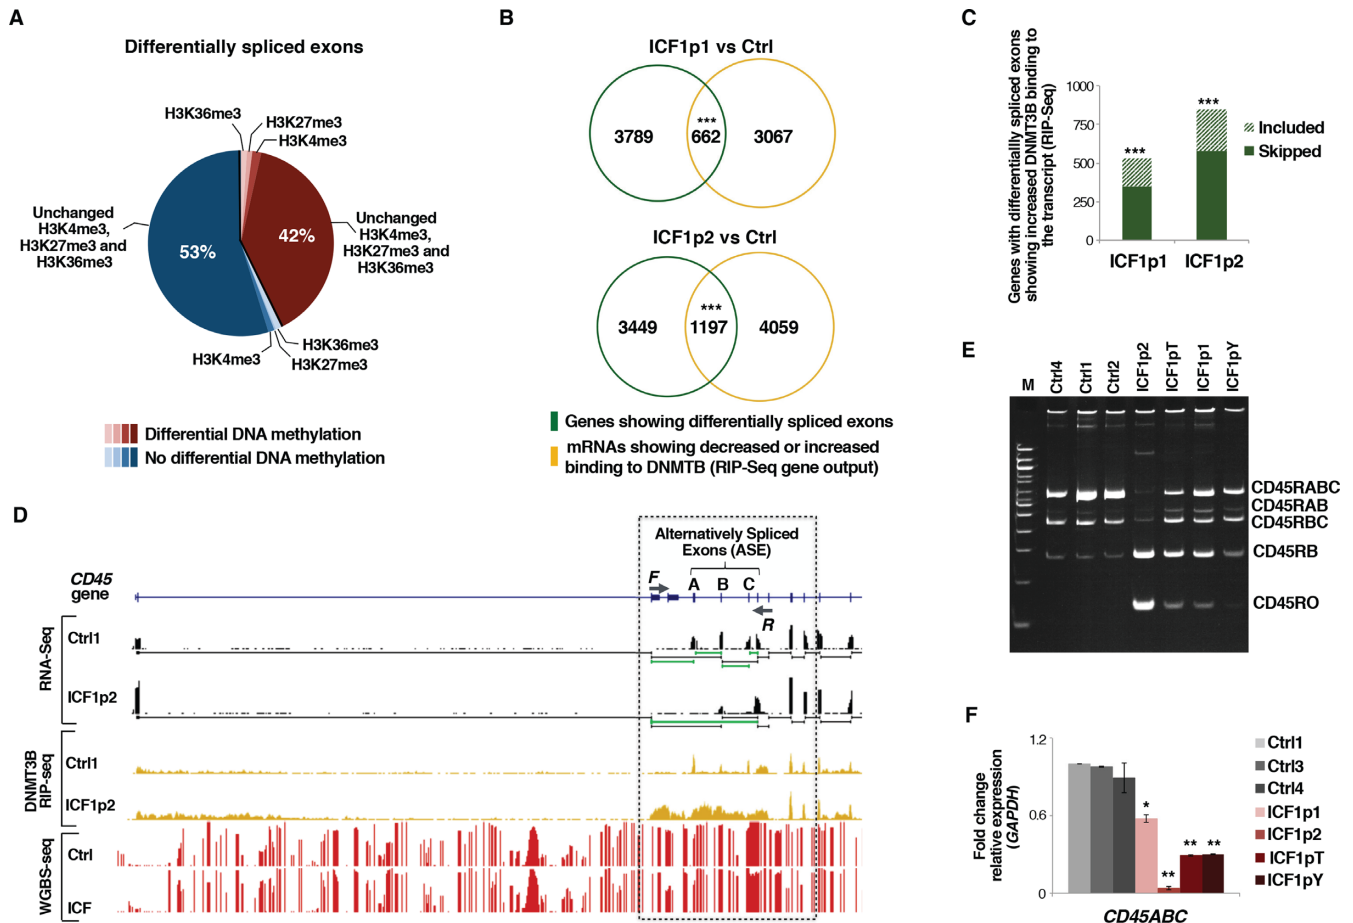 A
Differentially spliced exons
H3K36me3
H3K27me3
H3K4me3
Unchanged
H3K4me3,
H3K27me3 and
H3K36me3
53%
42%
Unchanged
H3K4me3,
H3K27me3 and
H3K36me3
H3K4me3
H3K36me3
H3K27me3
Differential DNA methylation
No differential DNA methylation
B
ICF1p1 vs Ctrl
3789
***
662
3067
ICF1p2 vs Ctrl
3449
***
1197
4059
Genes showing differentially spliced exons
mRNAs showing decreased or increased
binding to DNMTB (RIP-Seq gene output)
C
Genes with differentially spliced exons
showing increased DNMT3B binding to
the transcript (RIP-Seq)
1000
750
500
250
0
***
***
ICF1p1
ICF1p2
Included
Skipped
D
Alternatively Spliced
Exons (ASE)
CD45
gene
F
A
B
C
R
RNA-Seq
Ctrl1
ICF1p2
DNMT3B
RIP-seq
Ctrl1
ICF1p2
WGBS-seq
Ctrl
ICF
E
M
Ctrl4
Ctrl1
Ctrl2
ICF1p2
ICF1pT
ICF1p1
ICF1pY
CD45RABC
CD45RAB
CD45RBC
CD45RB
CD45RO
F
Fold change
relative expression
(GAPDH)
1.2
0.6
0
*
**
**
**
CD45ABC
Ctrl1
Ctrl3
Ctrl4
ICF1p1
ICF1p2
ICF1pT
ICF1pY